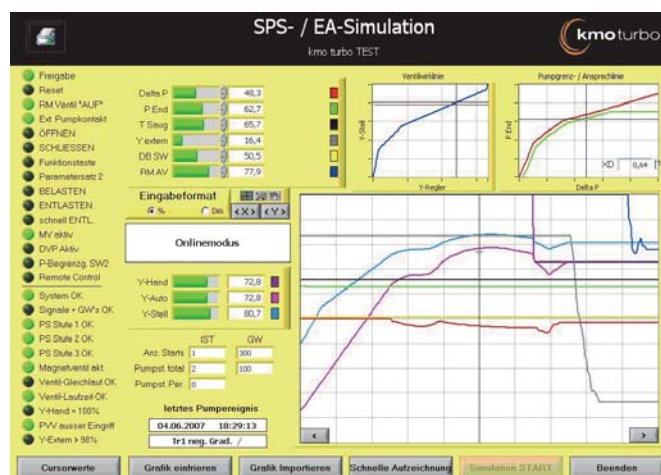 SPS- / EA-Simulation
kmo turbo TEST
kmo turbo
Freigabe
Reset
RM Ventil "AUF"
Ext Pumpkontakt
ÖFFNEN
SCHLIESSEN
Funktionstaste
Parametersatz 2
BELASTEN
ENTLASTEN
schnell ENTL.
MV aktiv
DVP Aktiv
P-Begrenzg. SW2
Remote Control
System OK
Signale + GW's OK
PS Stufe 1 OK
PS Stufe 2 OK
PS Stufe 3 OK
Magnetventil akt.
Ventil-Gleichlauf OK
Ventil-Laufzeit OK
Y-Hand = 100%
PVV ausser Eingriff
Y-Extern > 98%
Delta P 48,3
P End 62,7
T Saug 65,7
Y extern 16,4
DB SW 50,5
RM AV 77,9
Eingabeformat
% Dim <X> <Y>
Onlinemodus
Y-Hand 72,8
Y-Auto 72,8
Y-Stell 80,7
IST GW
Anz. Starts 1 300
Pumpst. total 2 100
Pumpst. Per. 0
letztes Pumpereignis
04.06.2007 18:29:13
Tr1 neg. Grad. /
Ventilverklinie
Y-Stell
Y-Regler
Pumpgrenz- / Ansprechlinie
P End
XD 0,64
Delta P
< >
Cursorwerte
Grafik einfrieren
Grafik Importieren
Schnelle Aufzeichnung
Simulation START
Beenden